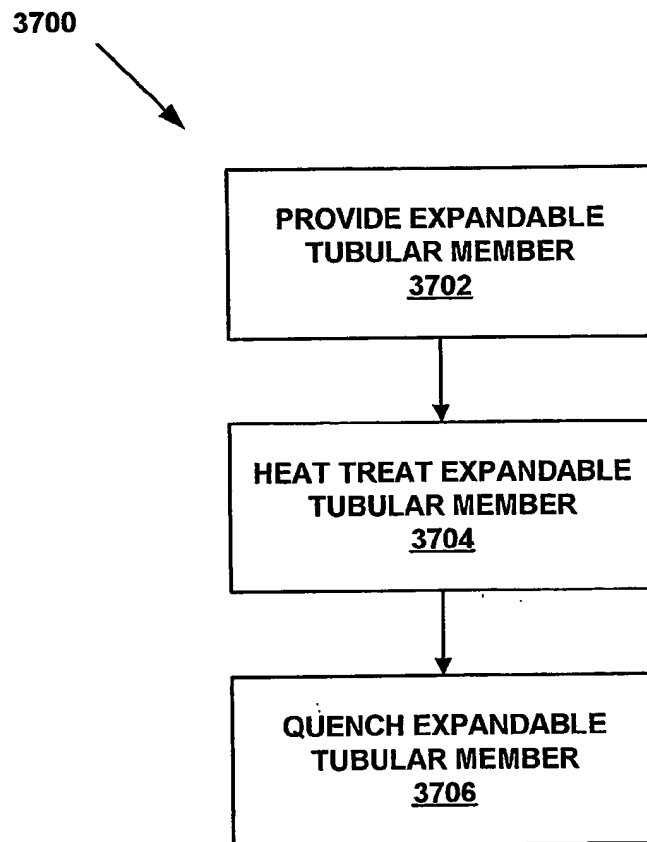 3700
PROVIDE EXPANDABLE
TUBULAR MEMBER
3702
HEAT TREAT EXPANDABLE
TUBULAR MEMBER
3704
QUENCH EXPANDABLE
TUBULAR MEMBER
3706